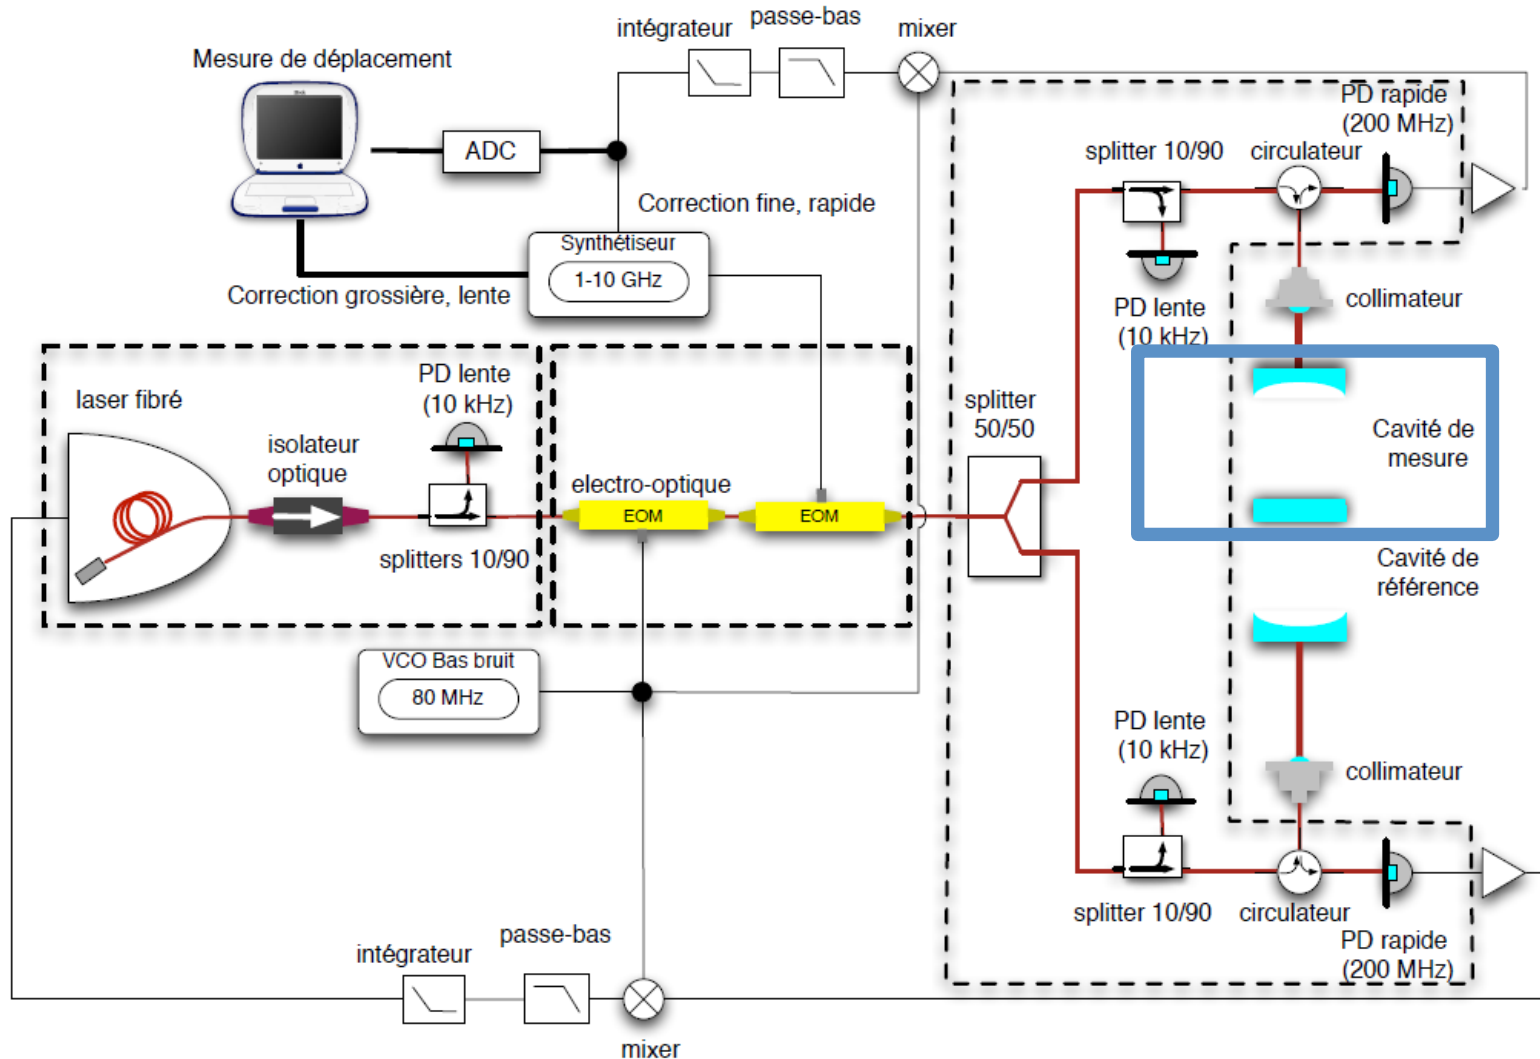 intégrateur
passe-bas
mixer
Mesure de déplacement
ADC
PD rapide
(200 MHz)
splitter 10/90
circulateur
Correction fine, rapide
Synthétiseur
1-10 GHz
Correction grossière, lente
PD lente
(10 kHz)
collimateur
laser fibré
PD lente
(10 kHz)
isolateur
optique
splitters 10/90
electro-optique
EOM
EOM
splitter
50/50
Cavité de
mesure
Cavité de
référence
VCO Bas bruit
80 MHz
PD lente
(10 kHz)
collimateur
splitter 10/90
circulateur
PD rapide
(200 MHz)
intégrateur
passe-bas
mixer